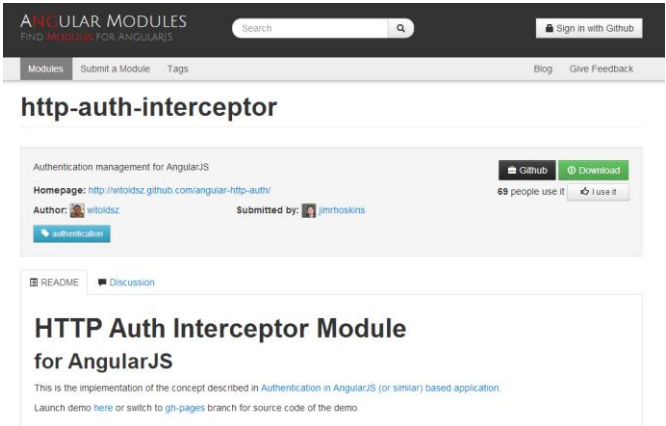 ANGULAR MODULES
FIND MODULES FOR ANGULARJS
Search
Sign in with Github
Modules Submit a Module Tags Blog Give Feedback
http-auth-interceptor
Authentication management for AngularJS
Github Download
Homepage: http://witoldsz.github.com/angular-http-auth/
69 people use it I use it
Author: witoldsz Submitted by: jimrhoskins
authentication
README Discussion
HTTP Auth Interceptor Module
for AngularJS
This is the implementation of the concept described in Authentication in AngularJS (or similar) based application.
Launch demo here or switch to gh-pages branch for source code of the demo.